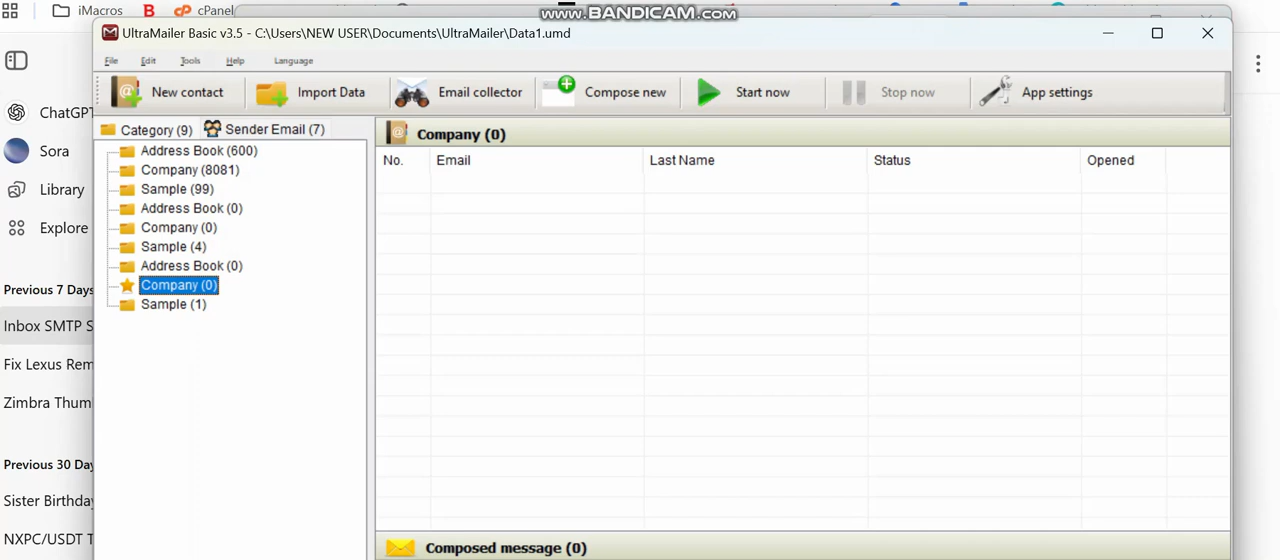 iMacros B cPanel
www.BANDICAM.com
UltraMailer Basic v3.5 - C:\Users\NEW USER\Documents\UltraMailer\Data1.umd
File Edit Tools Help Language
New contact Import Data Email collector Compose new Start now Stop now App settings
ChatGPT
Sora
Library
Explore
Previous 7 Days
Inbox SMTP S
Fix Lexus Rem
Zimbra Thum
Previous 30 Day
Sister Birthday
NXPC/USDT T
Category (9) Sender Email (7)
Address Book (600)
Company (8081)
Sample (99)
Address Book (0)
Company (0)
Sample (4)
Address Book (0)
Company (0)
Sample (1)
Company (0)
No. Email Last Name Status Opened
Composed message (0)